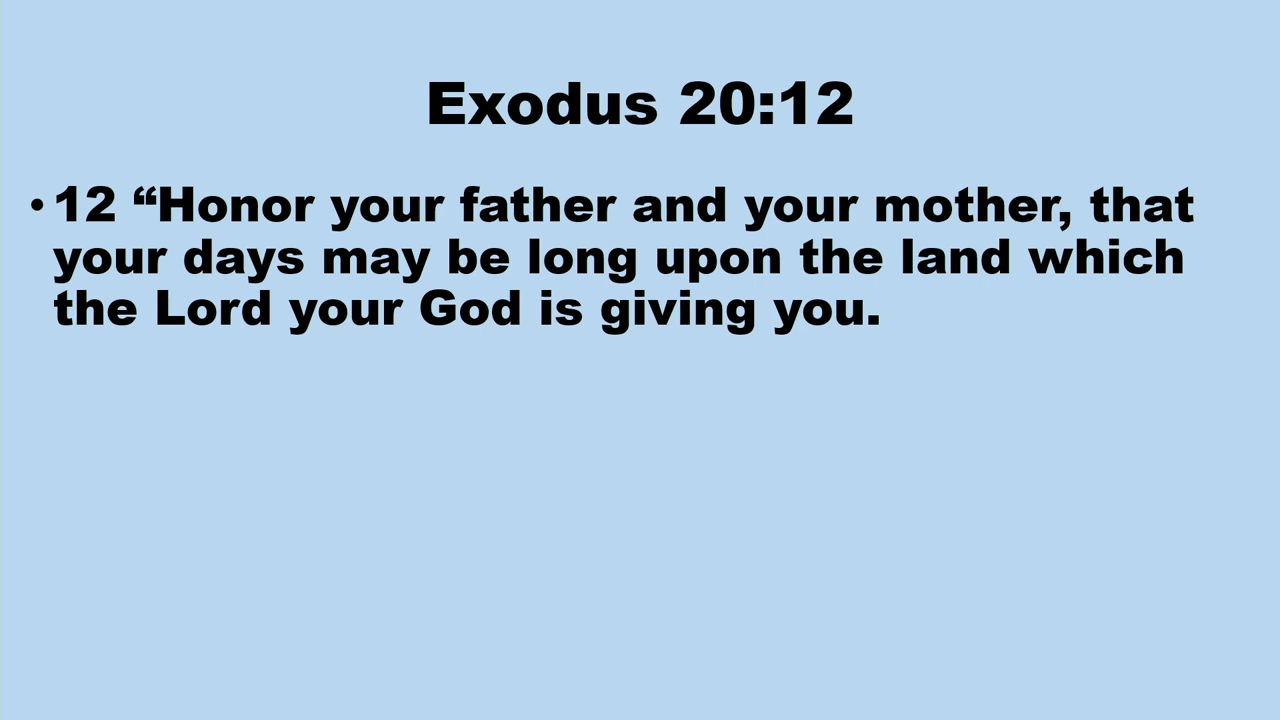 Exodus 20:12
• 12 “Honor your father and your mother, that
your days may be long upon the land which
the Lord your God is giving you.